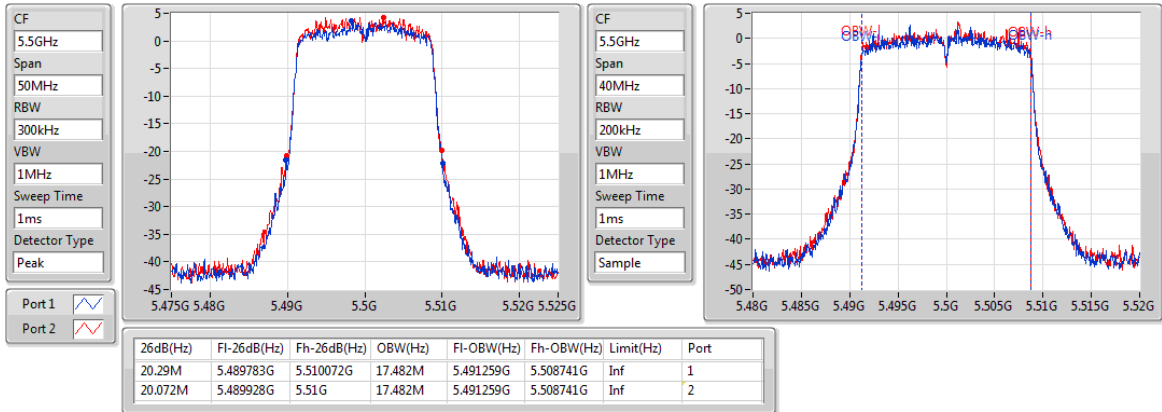 CF
5.5GHz
Span
50MHz
RBW
300kHz
VBW
1MHz
Sweep Time
1ms
Detector Type
Peak
Port 1
Port 2
5
0
-5
-10
-15
-20
-25
-30
-35
-40
-45
5.475G 5.48G 5.49G 5.5G 5.51G 5.52G 5.525G
CF
5.5GHz
Span
40MHz
RBW
200kHz
VBW
1MHz
Sweep Time
1ms
Detector Type
Sample
5
0
-5
-10
-15
-20
-25
-30
-35
-40
-45
-50
OBW-h
5.48G 5.485G 5.49G 5.495G 5.5G 5.505G 5.51G 5.515G 5.52G
26dB(Hz) Fl-26dB(Hz) Fh-26dB(Hz) OBW(Hz) Fl-OBW(Hz) Fh-OBW(Hz) Limit(Hz) Port
20.29M 5.489783G 5.510072G 17.482M 5.491259G 5.508741G Inf 1
20.072M 5.489928G 5.51G 17.482M 5.491259G 5.508741G Inf 2